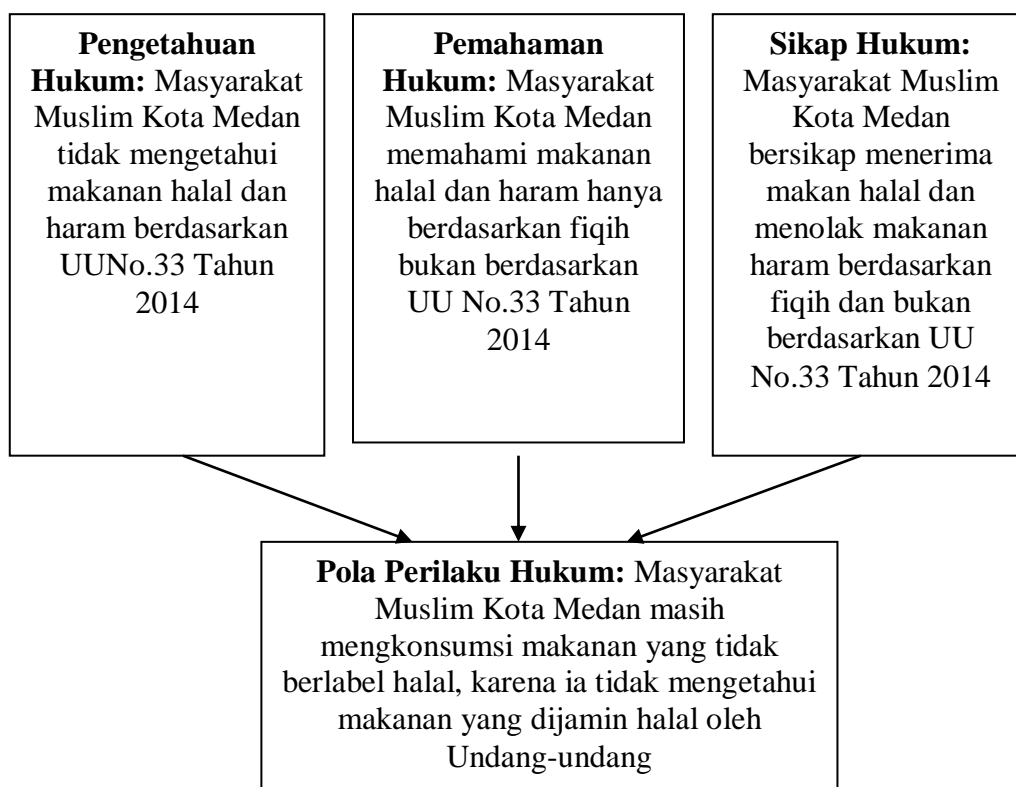 Pengetahuan
Hukum: Masyarakat
Muslim Kota Medan
tidak mengetahui
makanan halal dan
haram berdasarkan
UUNo.33 Tahun
2014
Pemahaman
Hukum: Masyarakat
Muslim Kota Medan
memahami makanan
halal dan haram hanya
berdasarkan fiqih
bukan berdasarkan
UU No.33 Tahun
2014
Sikap Hukum:
Masyarakat Muslim
Kota Medan
bersikap menerima
makan halal dan
menolak makanan
haram berdasarkan
fiqih dan bukan
berdasarkan UU
No.33 Tahun 2014
Pola Perilaku Hukum: Masyarakat
Muslim Kota Medan masih
mengkonsumsi makanan yang tidak
berlabel halal, karena ia tidak mengetahui
makanan yang dijamin halal oleh
Undang-undang